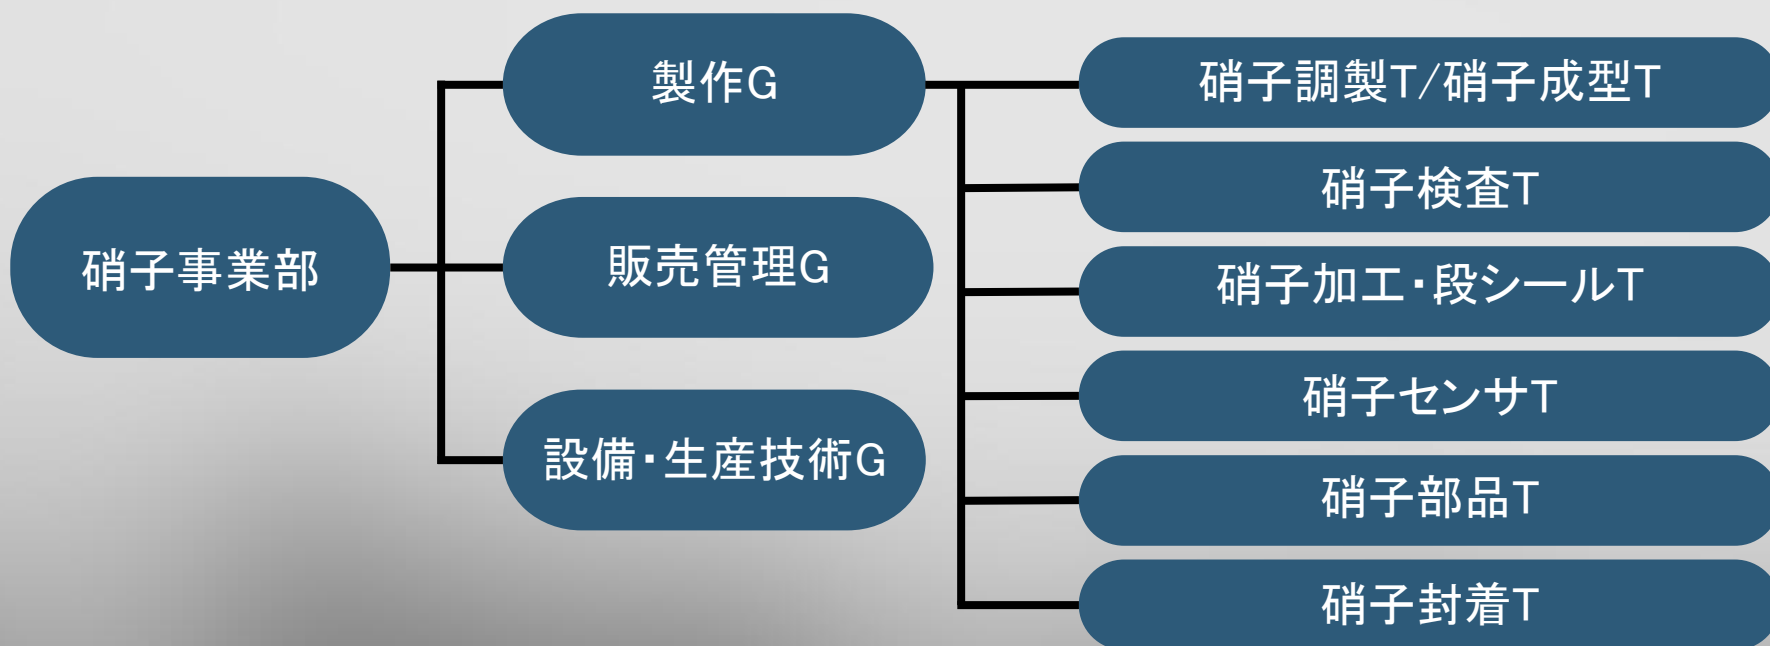 硝子事業部
製作G
販売管理G
設備・生産技術G
硝子調製T/硝子成型T
硝子検査T
硝子加工・段シールT
硝子センサT
硝子部品T
硝子封着T